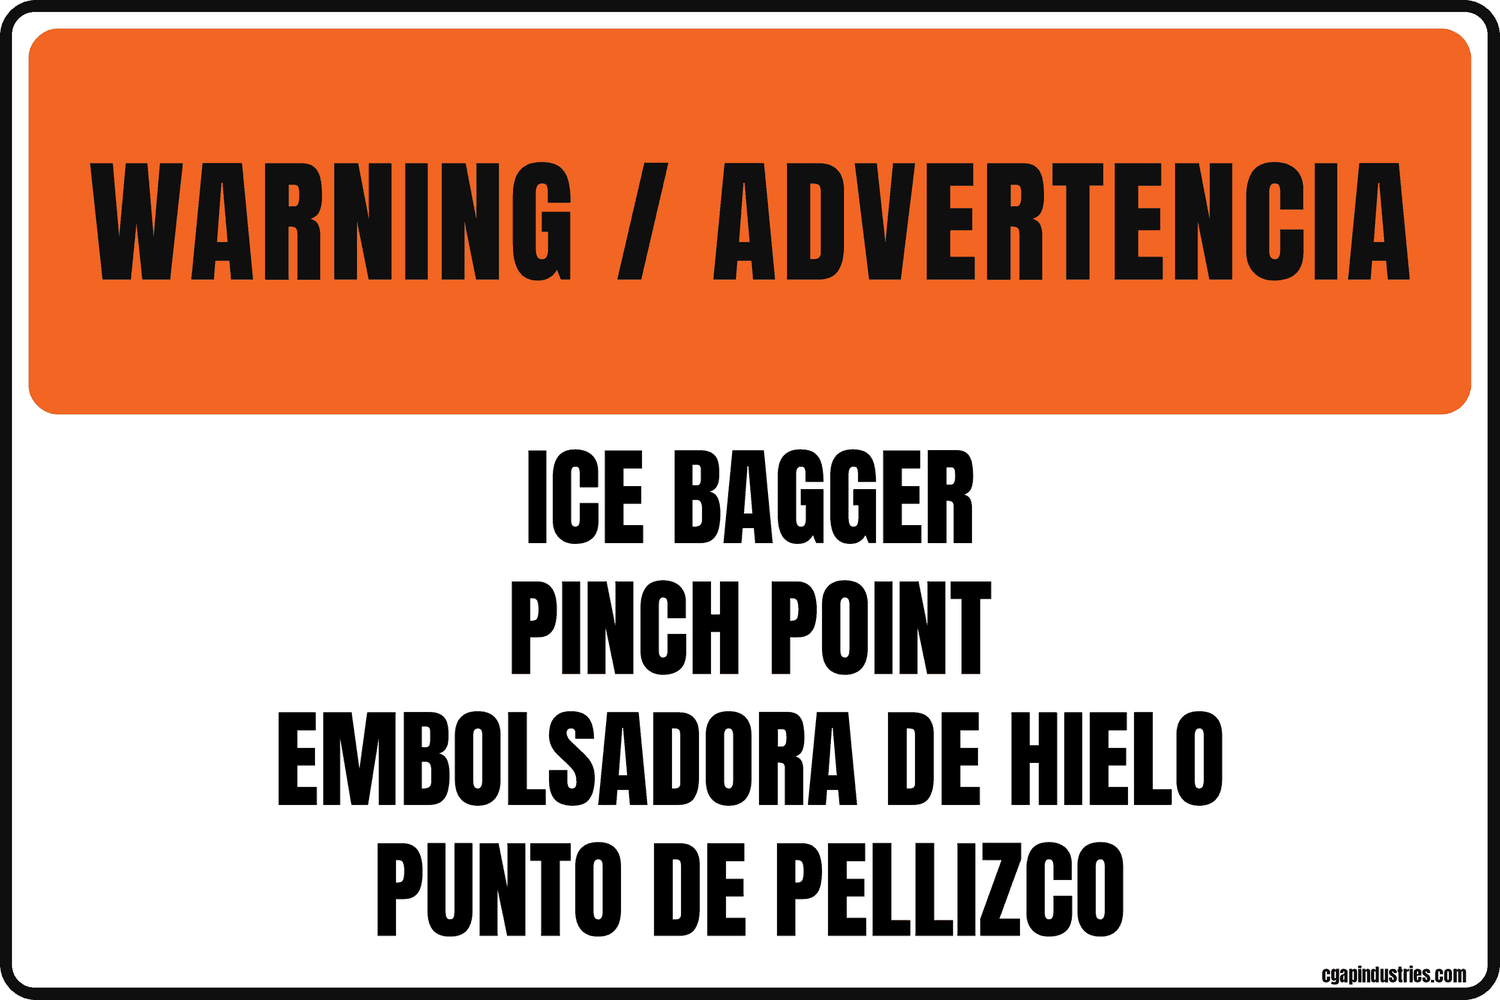 WARNING / ADVERTENCIA
ICE BAGGER
PINCH POINT
EMBOLSADORA DE HIELO
PUNTO DE PELLIZCO
cgapindustries.com